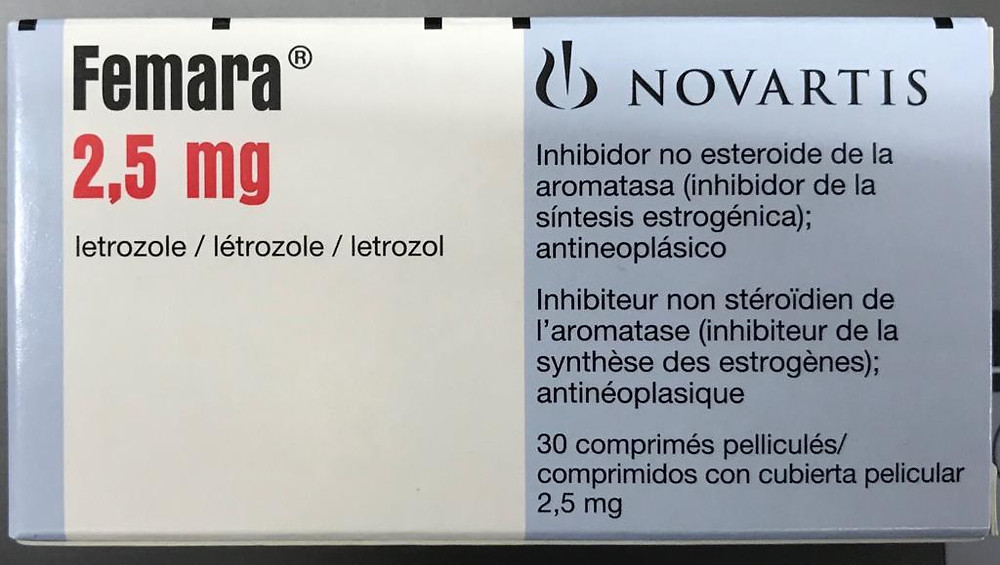 Femara®
2,5 mg
letrozole / létrozole / letrozol
NOVARTIS
Inhibidor no esteroide de la
aromatasa (inhibidor de la
síntesis estrogénica);
antineoplásico
Inhibiteur non stéroïdien de
l’aromatase (inhibiteur de la
synthèse des estrogènes);
antinéoplasique
30 comprimés pelliculés/
comprimidos con cubierta pelicular
2,5 mg